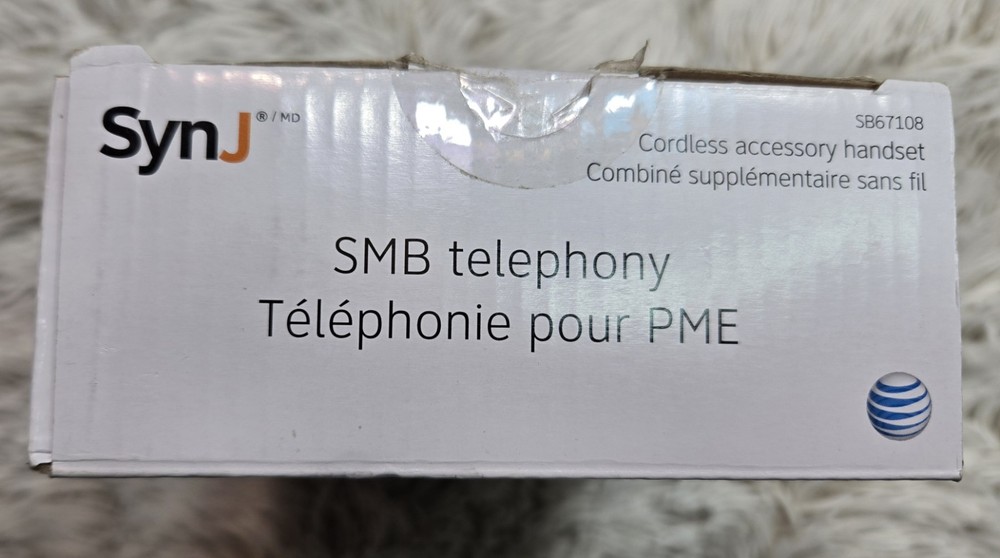 SynJ ®/MD
SB67108
Cordless accessory handset
Combiné supplémentaire sans fil
SMB telephony
Téléphonie pour PME